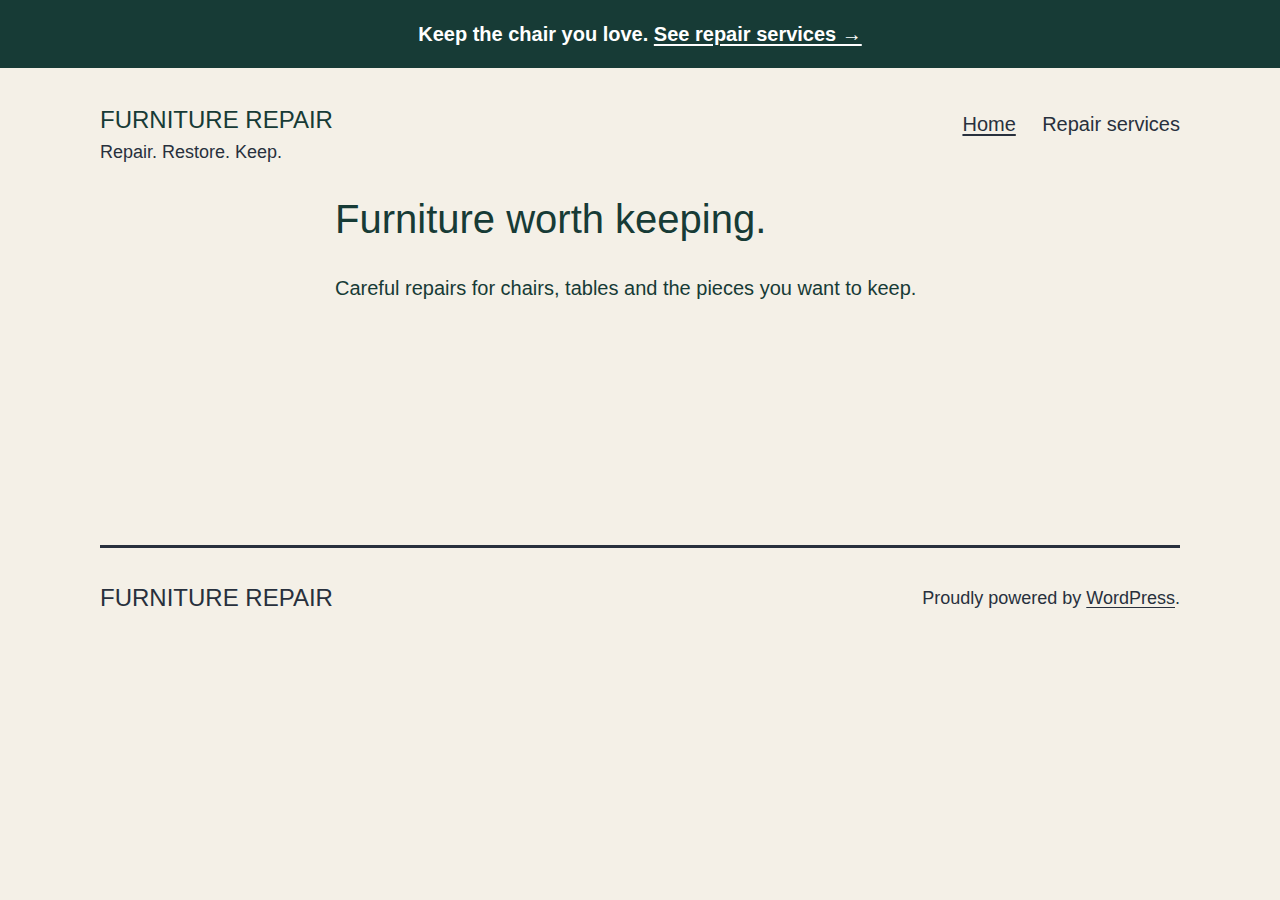 Keep the chair you love. See repair services →
FURNITURE REPAIR
Repair. Restore. Keep.
Home Repair services
Furniture worth keeping.
Careful repairs for chairs, tables and the pieces you want to keep.
FURNITURE REPAIR
Proudly powered by WordPress.